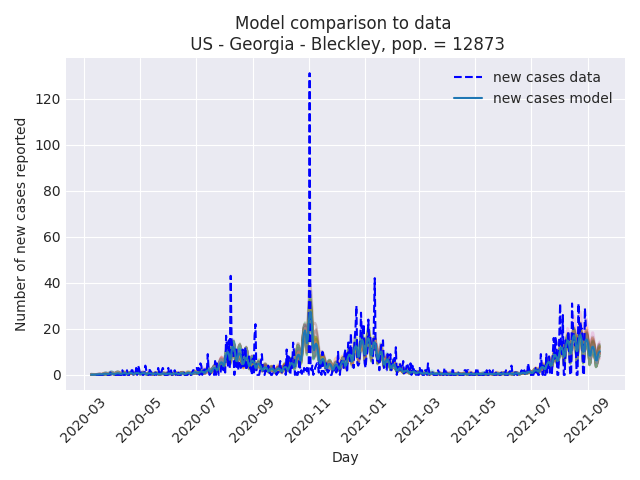 Model comparison to data
US - Georgia - Bleckley, pop. = 12873
new cases data
new cases model
Number of new cases reported
120
100
80
60
40
20
0
2020-03
2020-05
2020-07
2020-09
2020-11
2021-01
2021-03
2021-05
2021-07
2021-09
Day